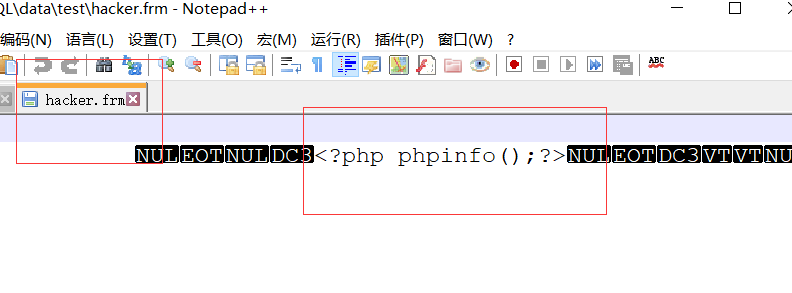 QL\data\test\hacker.frm - Notepad++
编码(N) 语言(L) 设置(T) 工具(O) 宏(M) 运行(R) 插件(P) 窗口(W) ?
ABC
hacker.frm
NULEOTNULDC3<?php phpinfo();?>NULEOTDC3VTVTNU